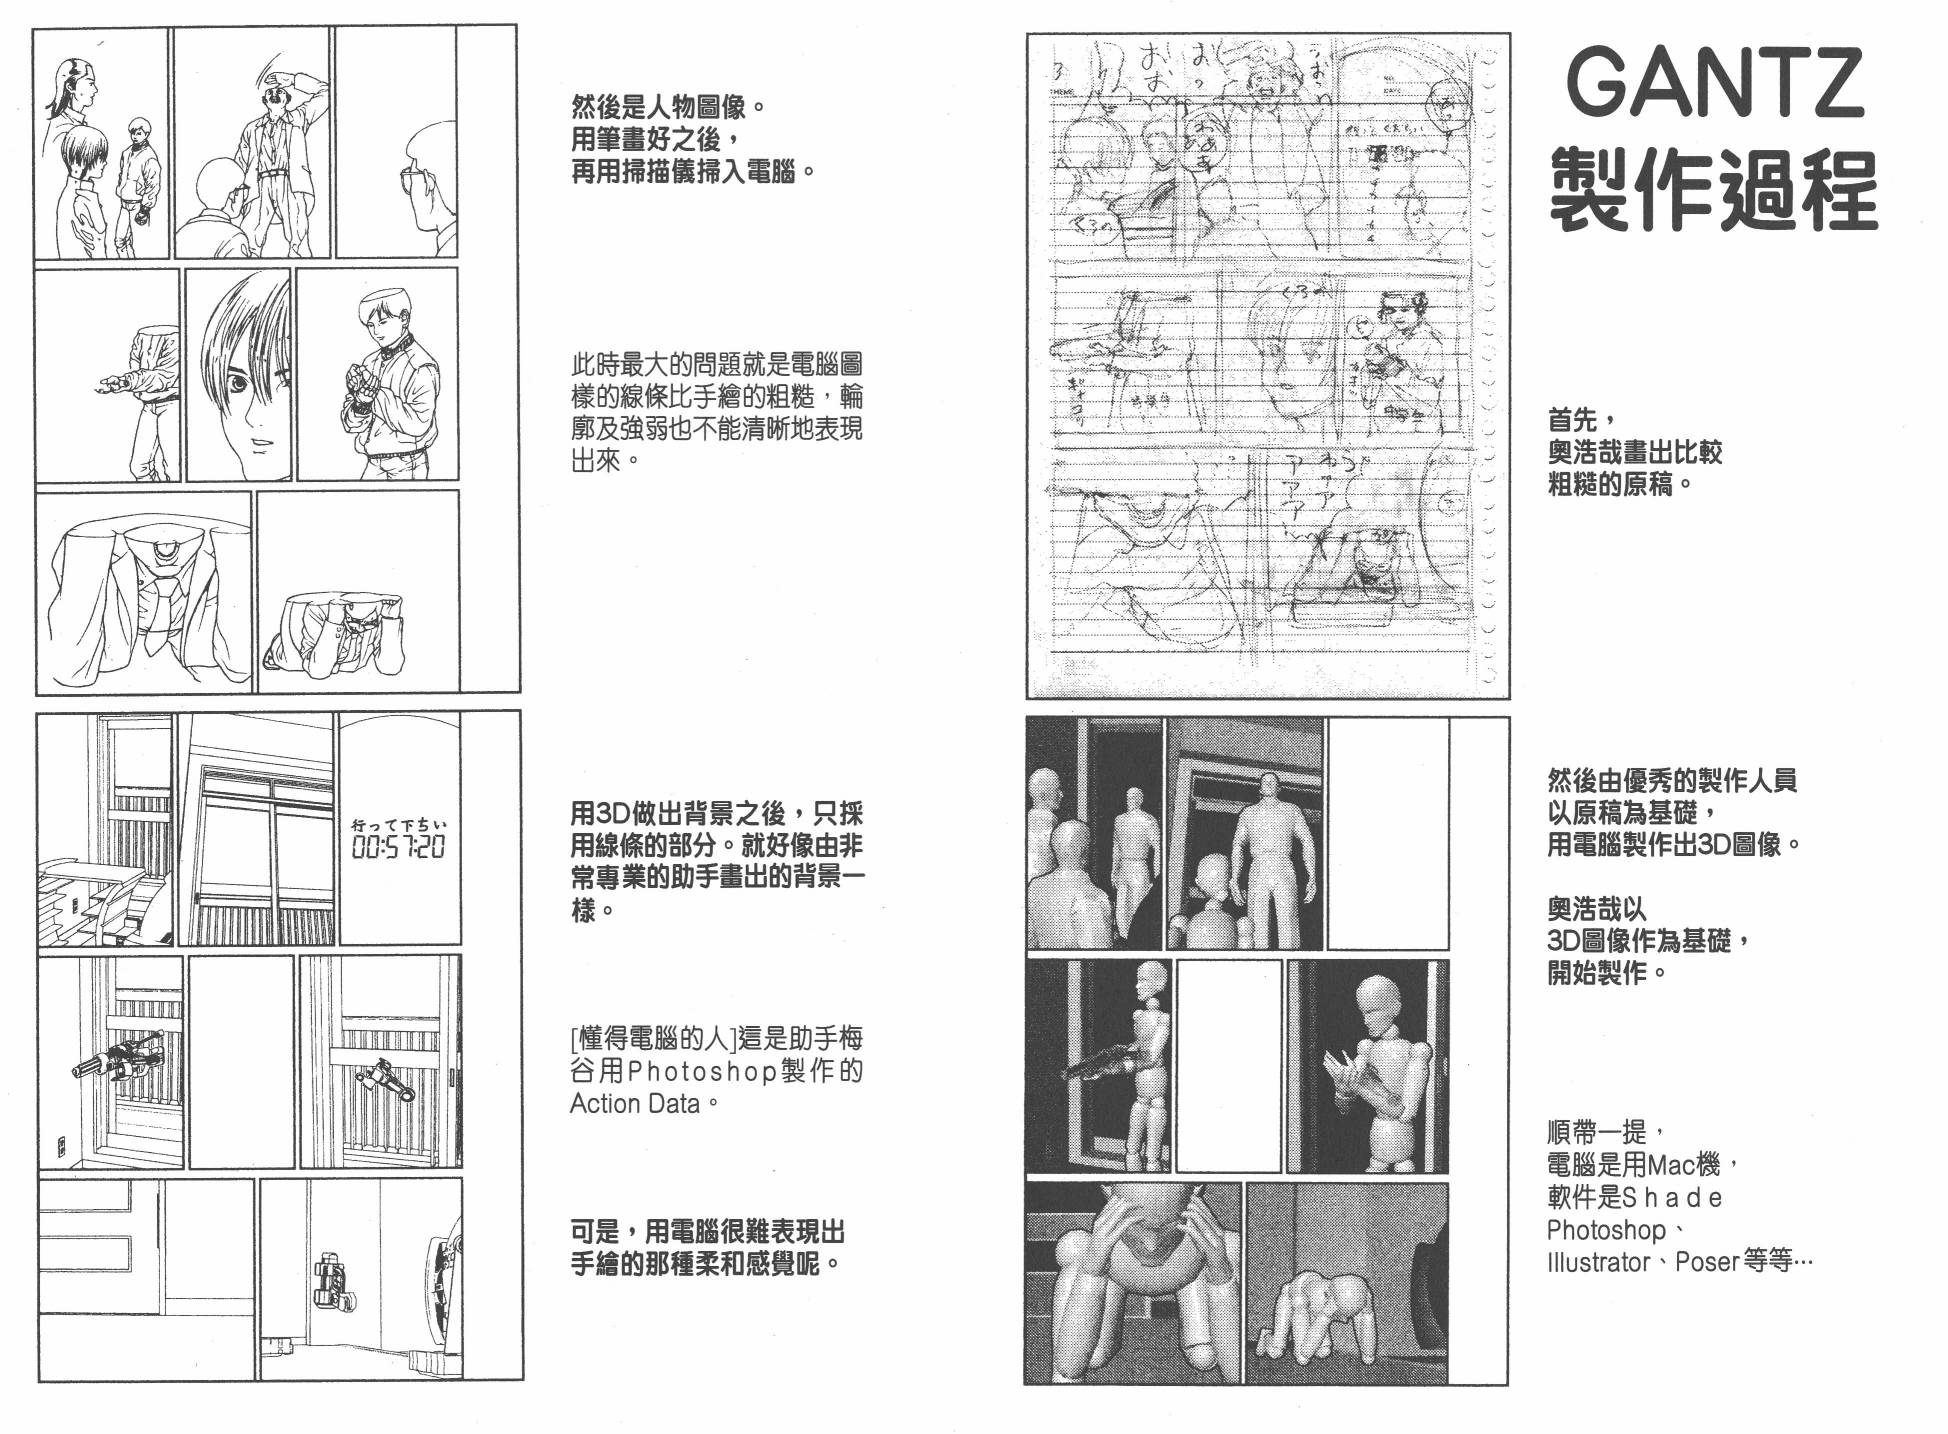 GANTZ
製作過程
首先，
奧浩哉畫出比較
粗糙的原稿。
然後由優秀的製作人員
以原稿為基礎，
用電腦製作出3D圖像。
奧浩哉以
3D圖像作為基礎，
開始製作。
順帶一提，
電腦是用Mac機，
軟件是Shade
Photoshop、
Illustrator、Poser等等…
然後是人物圖像。
用筆畫好之後，
再用掃描儀掃入電腦。
此時最大的問題就是電腦圖
樣的線條比手繪的粗糙，輪
廓及強弱也不能清晰地表現
出來。
用3D做出背景之後，只採
用線條的部分。就好像由非
常專業的助手畫出的背景一
樣。
[懂得電腦的人]這是助手梅
谷用Photoshop製作的
Action Data。
可是，用電腦很難表現出
手繪的那種柔和感覺呢。
行って下ちい
00:57:20